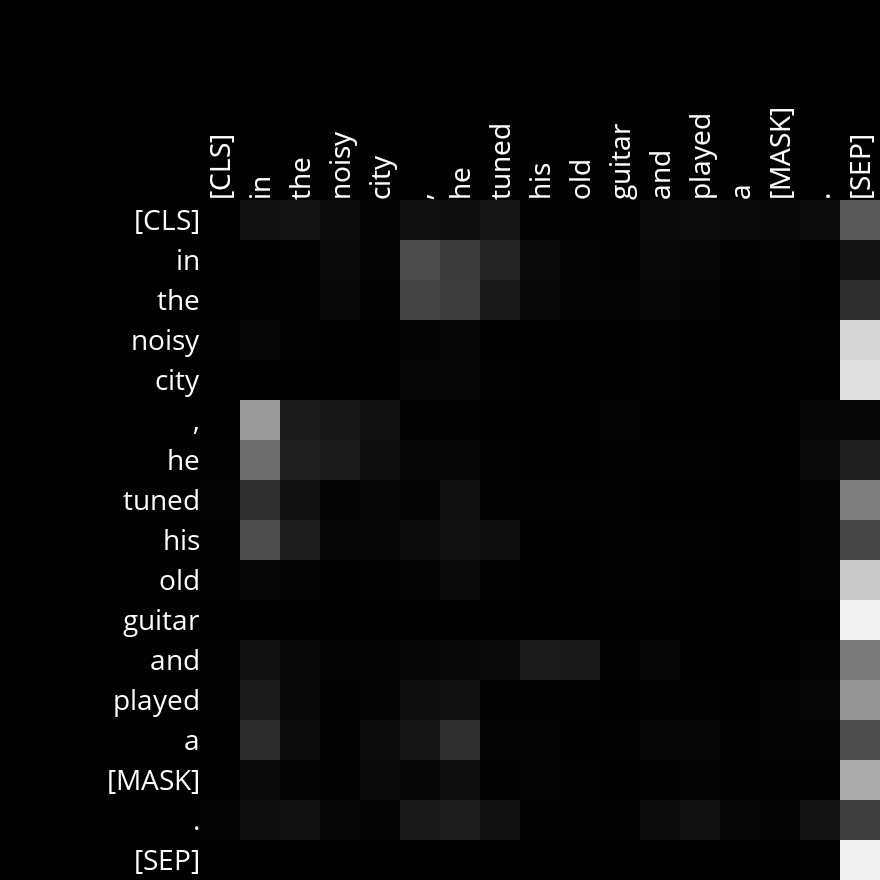 [CLS] in the noisy city , he tuned his old guitar and played a [MASK] . [SEP]
[CLS]
in
the
noisy
city
,
he
tuned
his
old
guitar
and
played
a
[MASK]
.
[SEP]